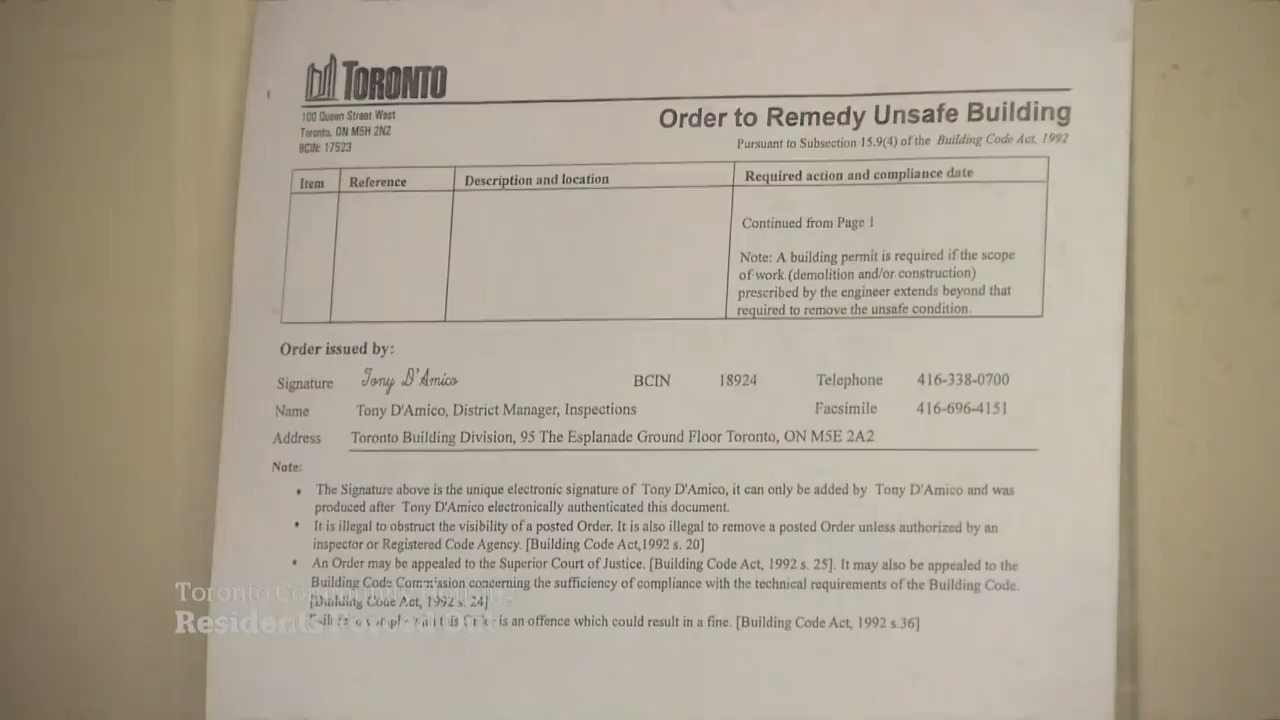 TORONTO
100 Queen Street West
Toronto, ON M5H 2N2
BCIN: 17523
Order to Remedy Unsafe Building
Pursuant to Subsection 15.9(4) of the Building Code Act, 1992
Item Reference Description and location Required action and compliance date
Continued from Page 1
Note: A building permit is required if the scope
of work (demolition and/or construction)
prescribed by the engineer extends beyond that
required to remove the unsafe condition.
Order issued by:
Signature Tony D'Amico BCIN 18924 Telephone 416-338-0700
Name Tony D'Amico, District Manager, Inspections Facsimile 416-696-4151
Address Toronto Building Division, 95 The Esplanade Ground Floor Toronto, ON M5E 2A2
Note:
• The Signature above is the unique electronic signature of Tony D'Amico, it can only be added by Tony D'Amico and was
produced after Tony D'Amico electronically authenticated this document.
• It is illegal to obstruct the visibility of a posted Order. It is also illegal to remove a posted Order unless authorized by an
inspector or Registered Code Agency. [Building Code Act,1992 s. 20]
• An Order may be appealed to the Superior Court of Justice. [Building Code Act, 1992 s. 25]. It may also be appealed to the
Building Code Commission concerning the sufficiency of compliance with the technical requirements of the Building Code.
[Building Code Act, 1992 s. 24]
is an offence which could result in a fine. [Building Code Act, 1992 s.36]
Toronto
Residents Forced Out